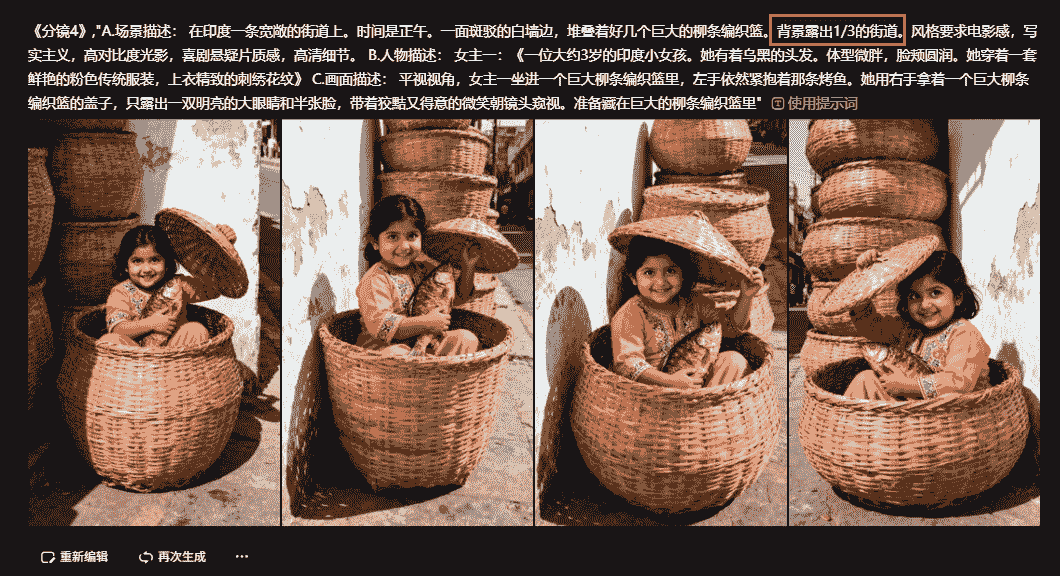 《分镜4》,"A.场景描述： 在印度一条宽敞的街道上。时间是正午。一面斑驳的白墙边，堆叠着好几个巨大的柳条编织篮。背景露出1/3的街道。风格要求电影感，写
实主义，高对比度光影，喜剧悬疑片质感，高清细节。 B.人物描述： 女主一：《一位大约3岁的印度小女孩。她有着乌黑的头发。体型微胖，脸颊圆润。她穿着一套
鲜艳的粉色传统服装，上衣精致的刺绣花纹》 C.画面描述： 平视视角，女主一坐进一个巨大柳条编织篮里，左手依然紧抱着那条烤鱼。她用右手拿着一个巨大柳条
编织篮的盖子，只露出一双明亮的大眼睛和半张脸，带着狡黠又得意的微笑朝镜头窥视。准备藏在巨大的柳条编织篮里" 使用提示词
重新编辑 再次生成 ···